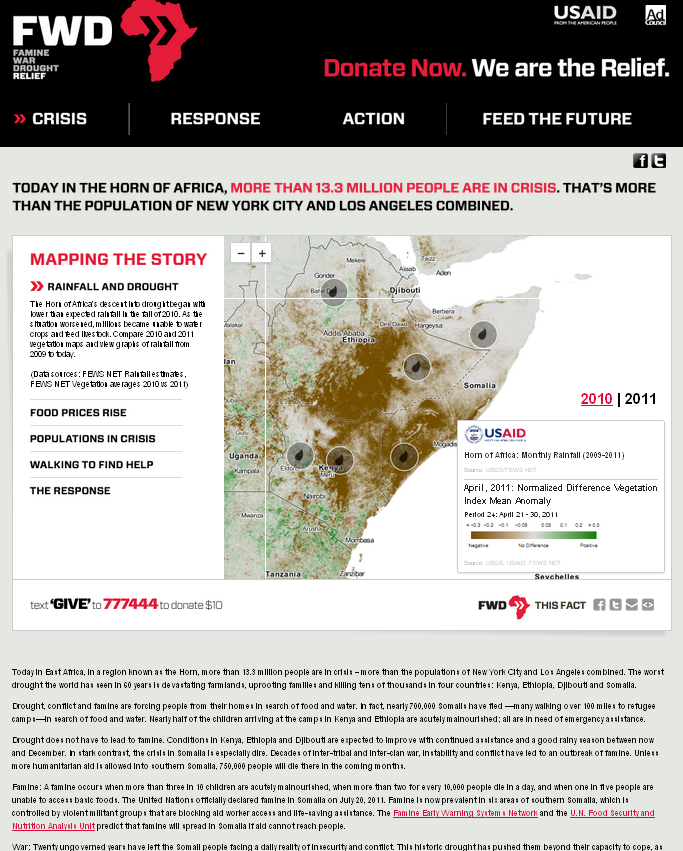 FWD
FAMINE
WAR
DROUGHT
RELIEF
USAID
FROM THE AMERICAN PEOPLE
Ad
Council
Donate Now. We are the Relief.
» CRISIS
RESPONSE
ACTION
FEED THE FUTURE
TODAY IN THE HORN OF AFRICA, MORE THAN 13.3 MILLION PEOPLE ARE IN CRISIS. THAT'S MORE
THAN THE POPULATION OF NEW YORK CITY AND LOS ANGELES COMBINED.
MAPPING THE STORY
» RAINFALL AND DROUGHT
The Horn of Africa's descent into drought began with
lower than expected rainfall in the fall of 2010. As the
situation worsened, millions became unable to water
crops and feed livestock. Compare 2010 and 2011
vegetation maps and view graphs of rainfall from
2009 to today.
(Data sources: FEWS NET Rainfall estimates,
FEWS NET Vegetation averages 2010 vs 2011)
FOOD PRICES RISE
POPULATIONS IN CRISIS
WALKING TO FIND HELP
THE RESPONSE
− +
Mekele
Taizz
Assab
Aden
Gonder
Bahir Dar
Djibouti
Berbera
Malakal
Addis Ababa
Dire Dawa
Hargeysa
Ethiopia
dan
Somalia
Juba
Gulu
Uganda
Kampala
Eldoret
Kenya
Meru
Mogadis
Nairobi
Mwanza
Arusha
Mombasa
Tanzania
Zanzibar
Seychelles
2010 | 2011
USAID
FROM THE AMERICAN PEOPLE
Horn of Africa: Monthly Rainfall (2009-2011)
Source: USGS/FEWS NET
April, 2011: Normalized Difference Vegetation
Index Mean Anomaly
Period 24: April 21 - 30, 2011
< -0.3 -0.2 -0.1 -0.05 0.05 0.1 0.2 > 0.3
Negative No Difference Positive
Source: USGS, USAID, FEWS NET
text 'GIVE' to 777444 to donate $10
FWD THIS FACT
Today in East Africa, in a region known as the Horn, more than 13.3 million people are in crisis – more than the populations of New York City and Los Angeles combined. The worst
drought the world has seen in 60 years is devastating farmlands, uprooting families and killing tens of thousands in four countries: Kenya, Ethiopia, Djibouti and Somalia.
Drought, conflict and famine are forcing people from their homes in search of food and water. In fact, nearly 700,000 Somalis have fled —many walking over 100 miles to refugee
camps—in search of food and water. Nearly half of the children arriving at the camps in Kenya and Ethiopia are acutely malnourished; all are in need of emergency assistance.
Drought does not have to lead to famine. Conditions in Kenya, Ethiopia and Djibouti are expected to improve with continued assistance and a good rainy season between now
and December. In stark contrast, the crisis in Somalia is especially dire. Decades of inter-tribal and inter-clan war, instability and conflict have led to an outbreak of famine. Unless
more humanitarian aid is allowed into southern Somalia, 750,000 people will die there in the coming months.
Famine: A famine occurs when more than three in 10 children are acutely malnourished, when more than two for every 10,000 people die in a day, and when one in five people are
unable to access basic foods. The United Nations officially declared famine in Somalia on July 20, 2011. Famine is now prevalent in six areas of southern Somalia, which is
controlled by violent militant groups that are blocking aid worker access and life-saving assistance. The Famine Early Warning Systems Network and the U.N. Food Security and
Nutrition Analysis Unit predict that famine will spread in Somalia if aid cannot reach people.
War: Twenty ungoverned years have left the Somali people facing a daily reality of insecurity and conflict. This historic drought has pushed them beyond their capacity to cope, as